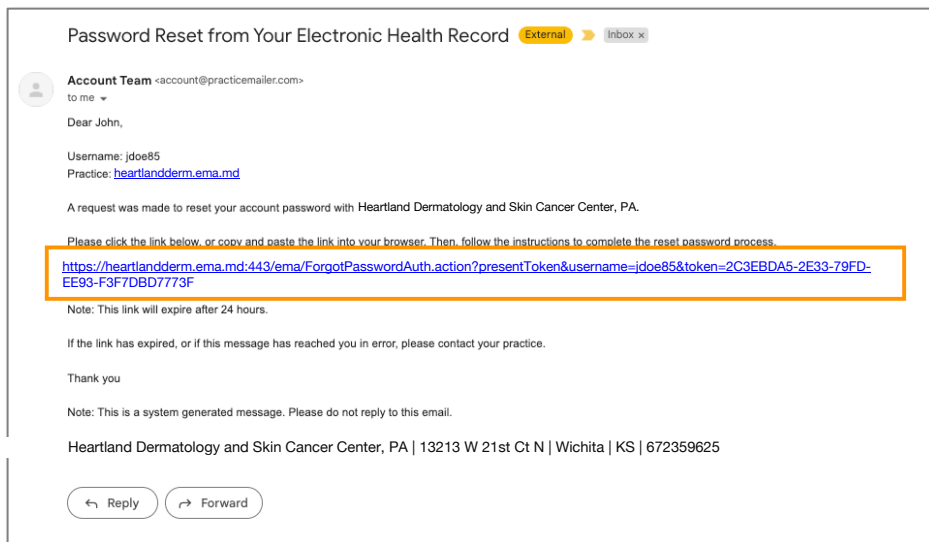 Password Reset from Your Electronic Health Record External Inbox ×
Account Team <account@practicemailer.com>
to me
Dear John,
Username: jdoe85
Practice: heartlandderm.ema.md
A request was made to reset your account password with Heartland Dermatology and Skin Cancer Center, PA.
Please click the link below, or copy and paste the link into your browser. Then, follow the instructions to complete the reset password process.
https://heartlandderm.ema.md:443/ema/ForgotPasswordAuth.action?presentToken&username=jdoe85&token=2C3EBDA5-2E33-79FD-
EE93-F3F7DBD7773F
Note: This link will expire after 24 hours.
If the link has expired, or if this message has reached you in error, please contact your practice.
Thank you
Note: This is a system generated message. Please do not reply to this email.
Heartland Dermatology and Skin Cancer Center, PA | 13213 W 21st Ct N | Wichita | KS | 672359625
Reply Forward